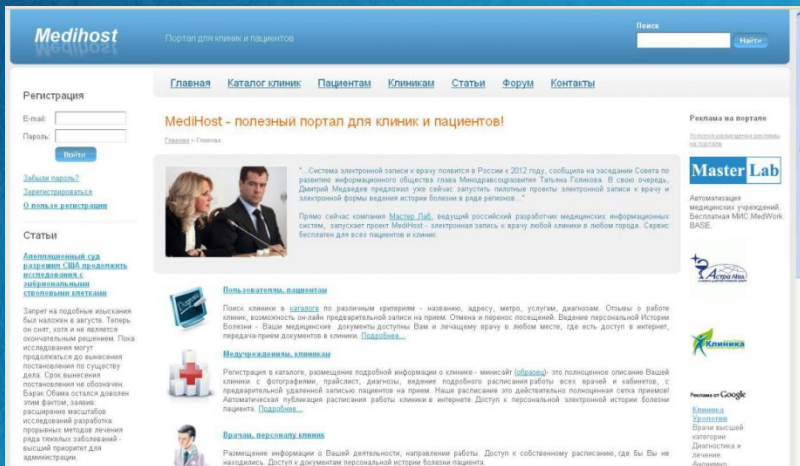 Medihost
Портал для клиник и пациентов
Поиск
Найти
Главная Каталог клиник Пациентам Клиникам Статьи Форум Контакты
Регистрация
E-mail:
Пароль:
Войти
Забыли пароль?
Зарегистрироваться
О пользе регистрации
Статьи
Апелляционный суд
разрешил США продолжить
исследования с
эмбриональными
стволовыми клетками
Запрет на подобные изыскания
был наложен в августе. Теперь
он снят, хотя и не является
окончательным решением. Пока
исследования могут
продолжаться до вынесения
постановления по существу
дела. Срок вынесения
постановления не обозначен
Барак Обама остался доволен
этим фактом, заявив:
расширение масштабов
исследований разработка
прорывных методов лечения
ряда тяжелых заболеваний -
высший приоритет для
администрации.
MediHost - полезный портал для клиник и пациентов!
Главная » Главная
"...Система электронной записи к врачу появится в России к 2012 году, сообщила на заседании Совета по
развитию информационного общества глава Минздравсоцразвития Татьяна Голикова. В свою очередь,
Дмитрий Медведев предложил уже сейчас запустить пилотные проекты электронной записи к врачу и
электронной формы ведения истории болезни в ряде регионов..."
Прямо сейчас компания Мастер Лаб, ведущий российский разработчик медицинских информационных
систем, запускает проект MediHost - электронная запись к врачу любой клиники в любом городе. Сервис
бесплатен для всех пациентов и клиник.
Пользователям, пациентам
Поиск клиники в каталоге по различным критериям - названию, адресу, метро, услугам, диагнозам. Отзывы о работе
клиник, возможность он-лайн предварительной записи на прием. Отмена и перенос посещений. Ведение персональной Истории
Болезни - Ваши медицинские документы доступны Вам и лечащему врачу в любом месте, где есть доступ в интернет,
передача-прием документов в клиники. Подробнее...
Медучреждениям, клиникам
Регистрация в каталоге, размещение подробной информации о клинике - минисайт (образец)- это полноценное описание Вашей
клиники с фотографиями, прайслист, диагнозы, ведение подробного расписания работы всех врачей и кабинетов, с
предварительной удаленной записью пациентов на прием. Наше расписание это действительно полноценная сетка приемов!
Автоматическая публикация расписания работы клиники в интернете. Доступ к персональной электронной истории болезни
пациента. Подробнее...
Врачам, персоналу клиник
Размещение информации о Вашей деятельности, направлении работы. Доступ к собственному расписанию, где бы Вы не
находились. Доступ к документам персональной истории болезни пациента.
Реклама на портале
Условия размещения рекламы
на портале
Master Lab
Автоматизация
медицинских учреждений.
Бесплатная МИС MedWork
BASE.
Астра Мед
Клиника
Реклама от Google
Клиника
Урологии
Врачи высшей
категории
Диагностика и
лечение.
Анонимно